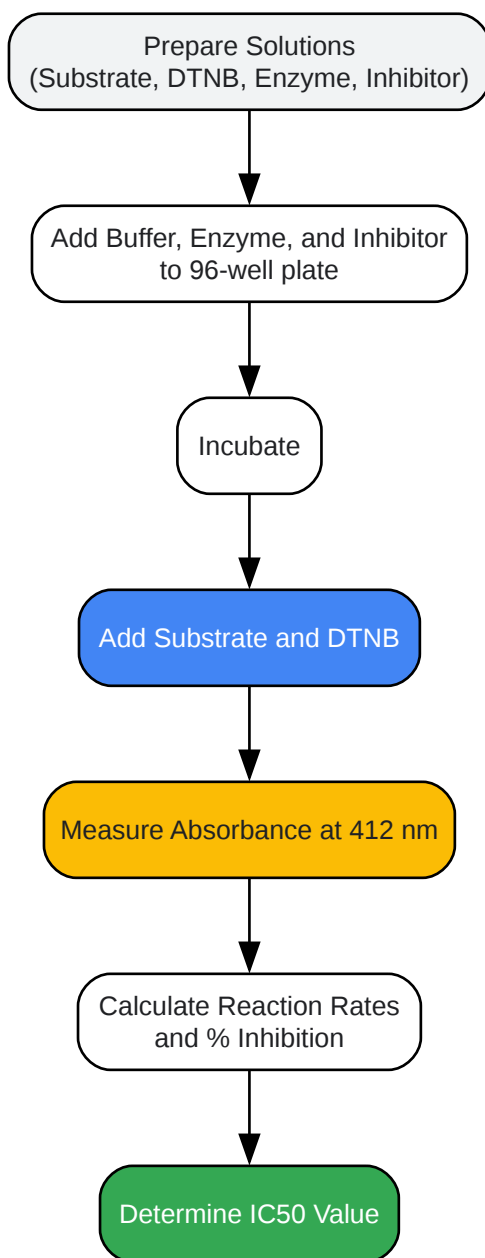 Prepare Solutions
(Substrate, DTNB, Enzyme, Inhibitor)
Add Buffer, Enzyme, and Inhibitor
to 96-well plate
Incubate
Add Substrate and DTNB
Measure Absorbance at 412 nm
Calculate Reaction Rates
and % Inhibition
Determine IC50 Value